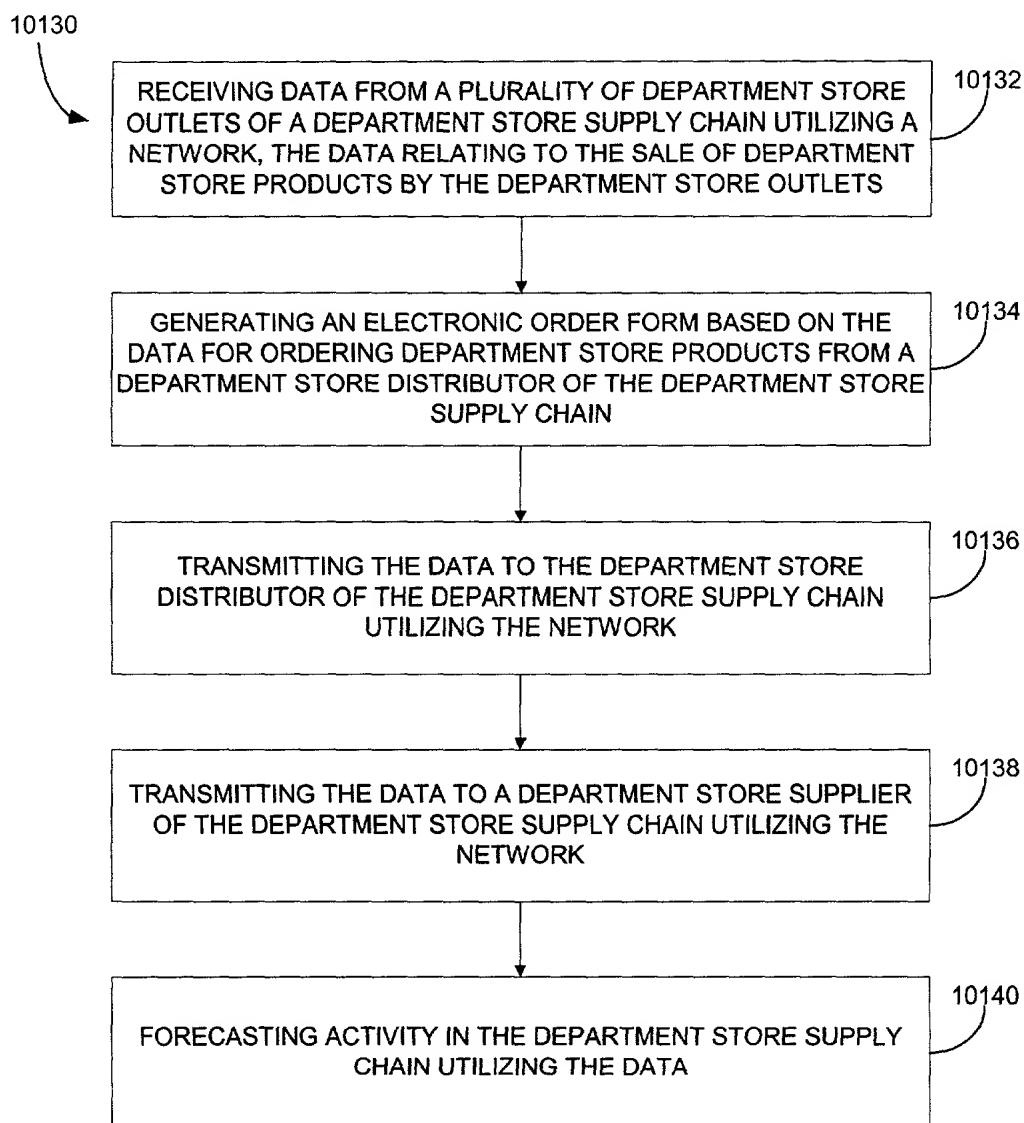 10130
RECEIVING DATA FROM A PLURALITY OF DEPARTMENT STORE
OUTLETS OF A DEPARTMENT STORE SUPPLY CHAIN UTILIZING A
NETWORK, THE DATA RELATING TO THE SALE OF DEPARTMENT
STORE PRODUCTS BY THE DEPARTMENT STORE OUTLETS
10132
GENERATING AN ELECTRONIC ORDER FORM BASED ON THE
DATA FOR ORDERING DEPARTMENT STORE PRODUCTS FROM A
DEPARTMENT STORE DISTRIBUTOR OF THE DEPARTMENT STORE
SUPPLY CHAIN
10134
TRANSMITTING THE DATA TO THE DEPARTMENT STORE
DISTRIBUTOR OF THE DEPARTMENT STORE SUPPLY CHAIN
UTILIZING THE NETWORK
10136
TRANSMITTING THE DATA TO A DEPARTMENT STORE SUPPLIER
OF THE DEPARTMENT STORE SUPPLY CHAIN UTILIZING THE
NETWORK
10138
FORECASTING ACTIVITY IN THE DEPARTMENT STORE SUPPLY
CHAIN UTILIZING THE DATA
10140